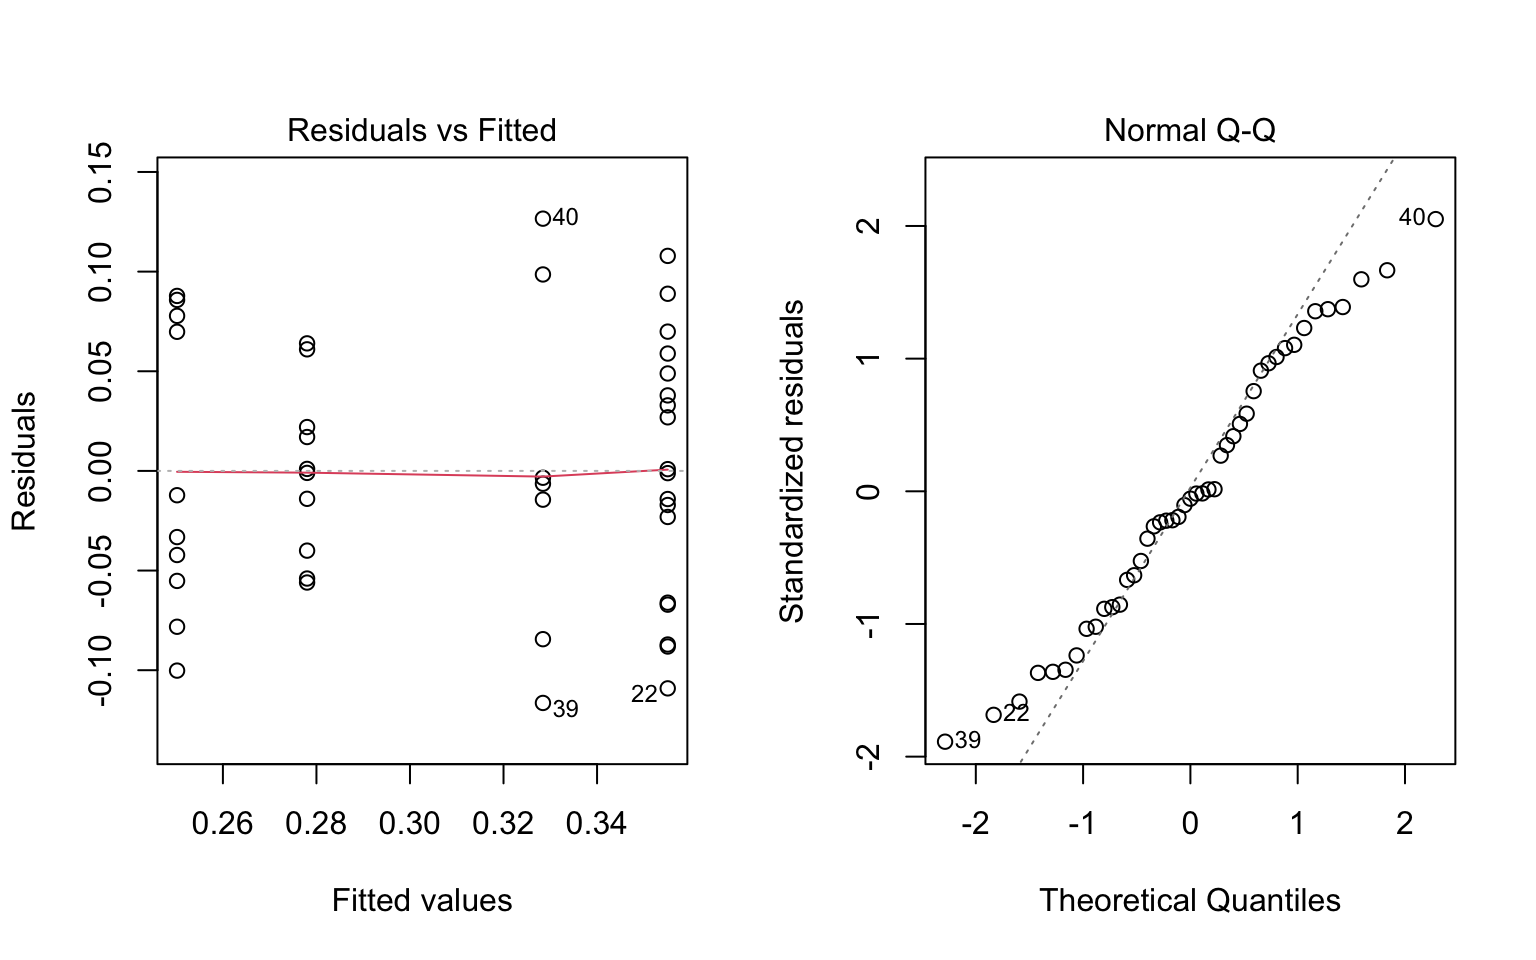 Residuals vs Fitted
Residuals
0.15
0.10
0.05
0.00
-0.05
-0.10
40
39
22
0.26 0.28 0.30 0.32 0.34
Fitted values
Normal Q-Q
Standardized residuals
2
1
0
-1
-2
40
22
39
-2 -1 0 1 2
Theoretical Quantiles